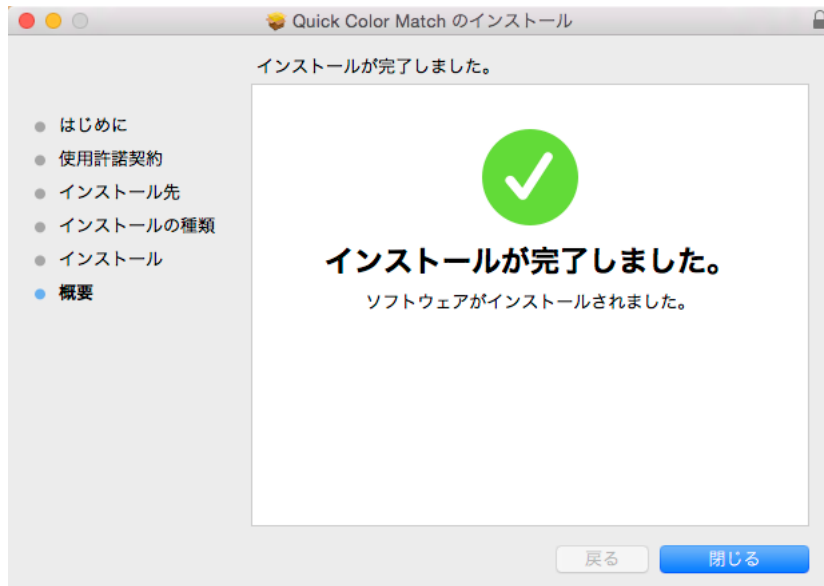 Quick Color Match のインストール
インストールが完了しました。
はじめに
使用許諾契約
インストール先
インストールの種類
インストール
概要
インストールが完了しました。
ソフトウェアがインストールされました。
戻る
閉じる